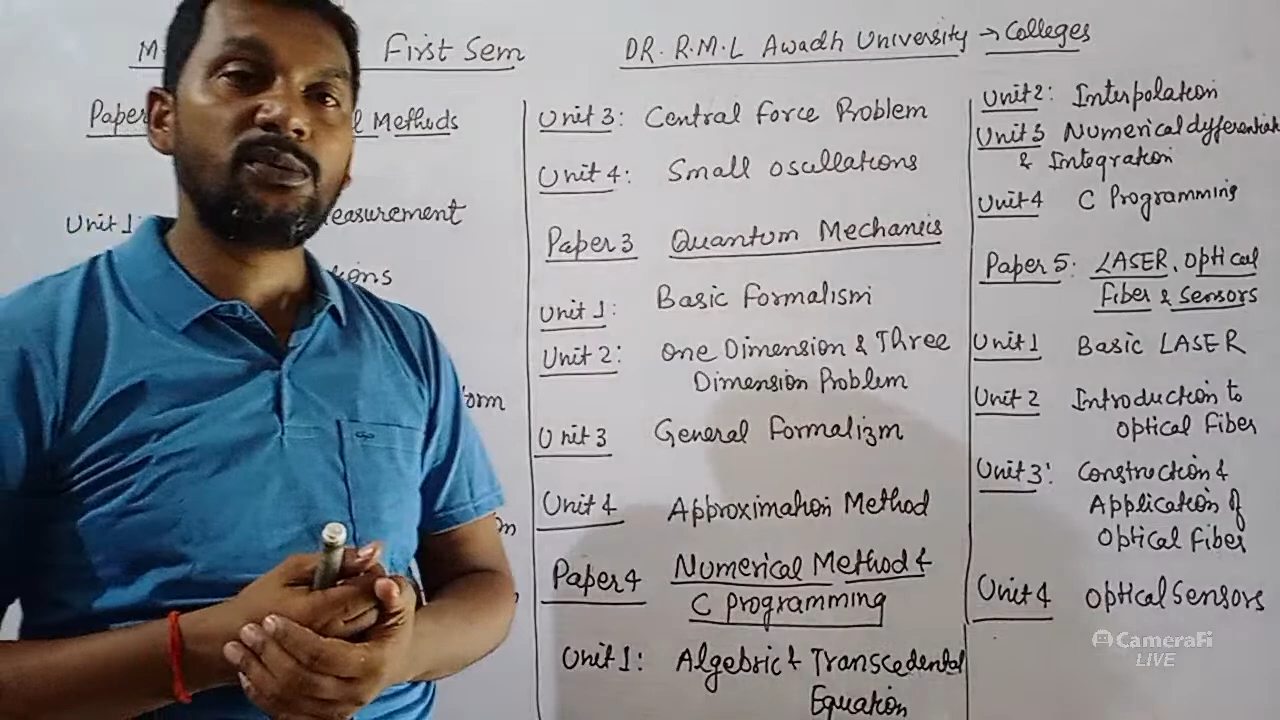 First Sem
DR. R.M.L Awadh University → Colleges
Paper l Methods
Unit 1: easurement
tions
orm
on
Unit 3: Central Force Problem
Unit 4: Small oscillations
Paper 3 Quantum Mechanics
Unit 1: Basic Formalism
Unit 2: One Dimension & Three
Dimension Problem
Unit 3 General Formalizm
Unit 4 Approximation Method
Paper 4 Numerical Method &
C Programming
Unit 1: Algebric & Transcedental
Equation
Unit 2: Interpolation
Unit 3 Numerical differentiat
& Integration
Unit 4 C Programming
Paper 5: LASER, Optical
Fiber & Sensors
Unit 1 Basic LASER
Unit 2 Introduction to
Optical Fiber
Unit 3: Construction &
Application of
Optical Fiber
Unit 4 Optical Sensors
CameraFi
LIVE